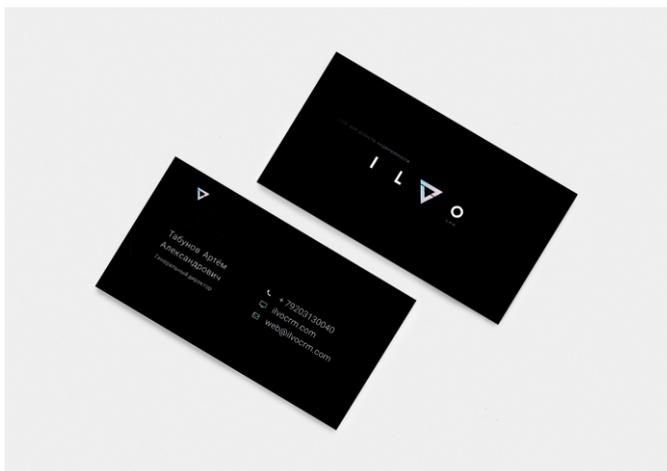 Табунов Артём
Александрович
Генеральный директор
+ 79203130040
ilvocrm.com
web@ilvocrm.com
I L V O